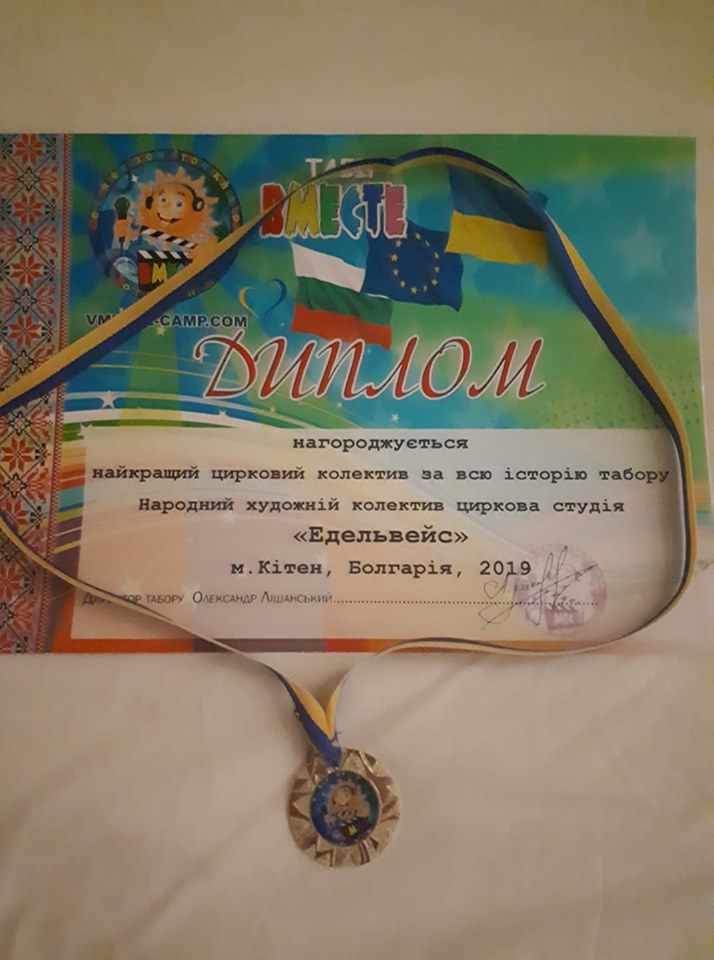 ВМЕСТЕ
ДИПЛОМ
нагороджується
найкращий цирковий колектив за всю історію табору
Народний художній колектив циркова студія
«Едельвейс»
м.Кітен, Болгарія, 2019
ТАБОРУ ОЛЕКСАНДР ЛІШАНСЬКИЙ